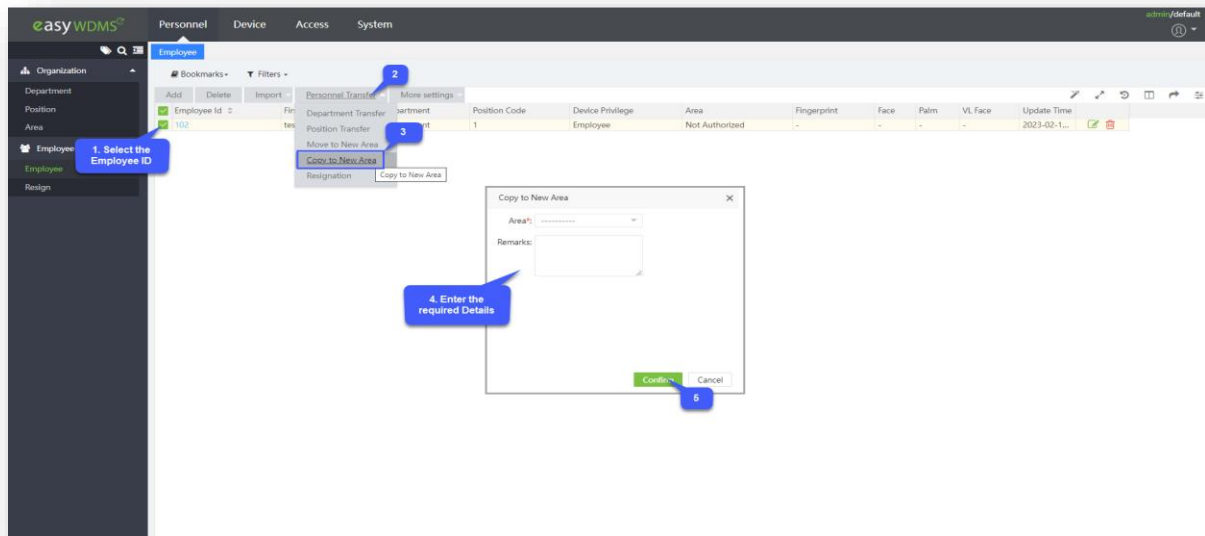 easy WDMS
Personnel Device Access System
admin/default
Employee
Organization
Department
Position
Area
Employee
Employee
Resign
Bookmarks
Filters
Add Delete Import Personnel Transfer More settings
Employee Id Position Code Device Privilege Area Fingerprint Face Palm VL Face Update Time
102 1 Employee Not Authorized - - - - 2023-02-1...
Department Transfer
Position Transfer
Move to New Area
Copy to New Area
Resignation
Copy to New Area
1. Select the
Employee ID
2
3
Copy to New Area
Area*: ----------
Remarks:
4. Enter the
required Details
Confirm Cancel
5